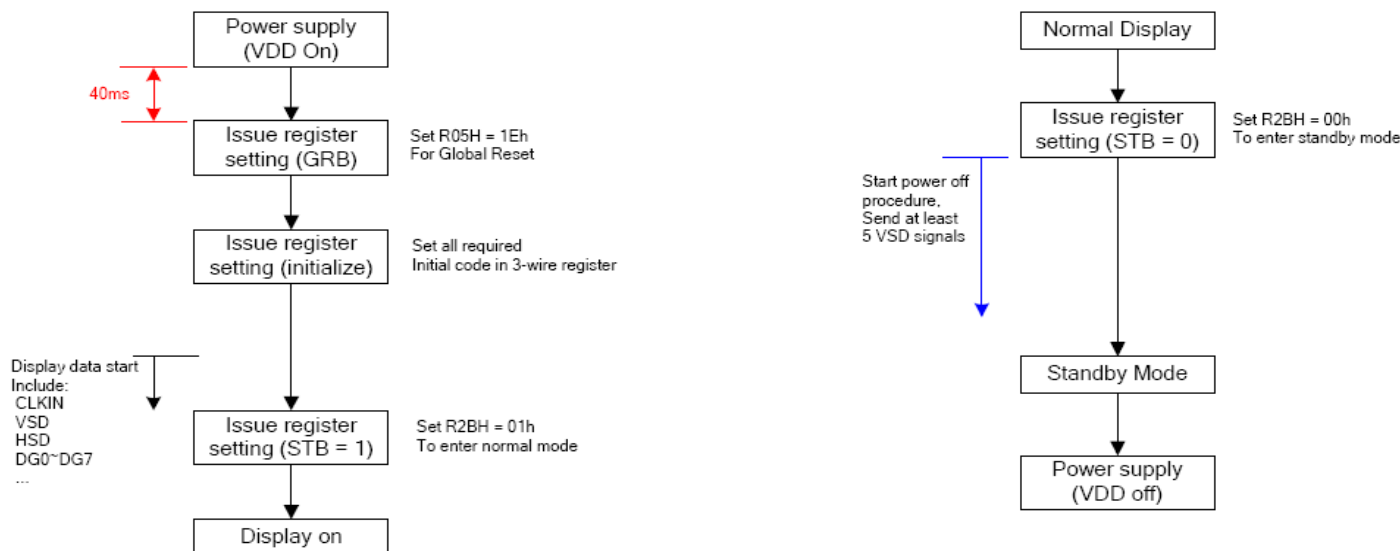 Power supply
(VDD On)
40ms
Issue register
setting (GRB)
Set R05H = 1Eh
For Global Reset
Issue register
setting (initialize)
Set all required
Initial code in 3-wire register
Display data start
Include:
CLKIN
VSD
HSD
DG0~DG7
...
Issue register
setting (STB = 1)
Set R2BH = 01h
To enter normal mode
Display on
Normal Display
Issue register
setting (STB = 0)
Set R2BH = 00h
To enter standby mode
Start power off
procedure,
Send at least
5 VSD signals
Standby Mode
Power supply
(VDD off)